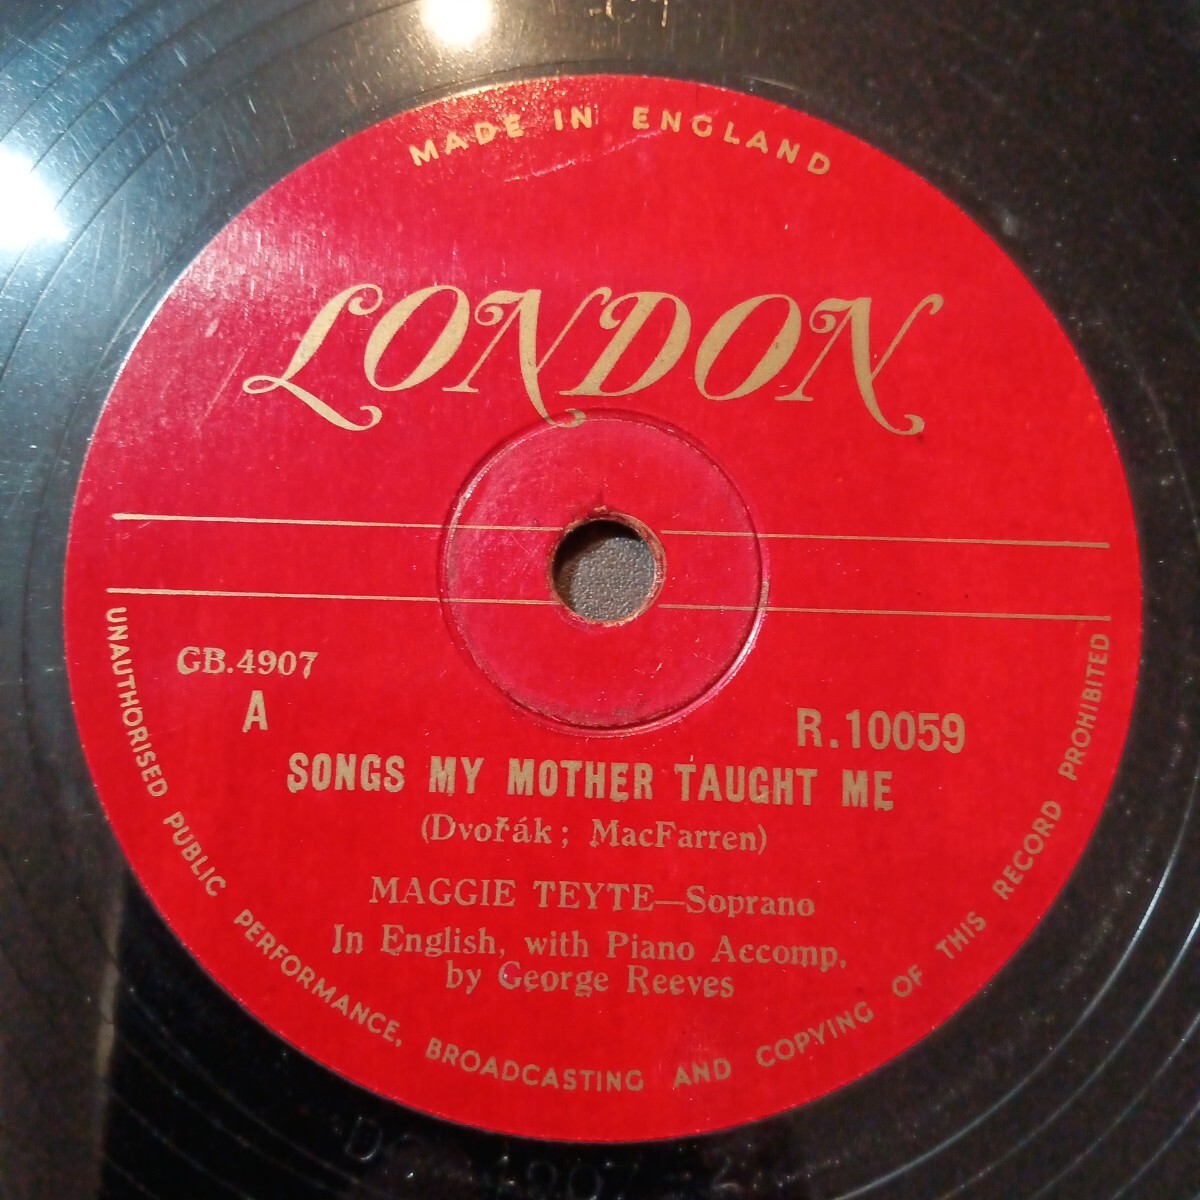 MADE IN ENGLAND
LONDON
GB.4907
A
R.10059
SONGS MY MOTHER TAUGHT ME
(Dvořák; MacFarren)
MAGGIE TEYTE—Soprano
In English, with Piano Accomp.
by George Reeves
UNAUTHORISED PUBLIC PERFORMANCE, BROADCASTING AND COPYING OF THIS RECORD PROHIBITED